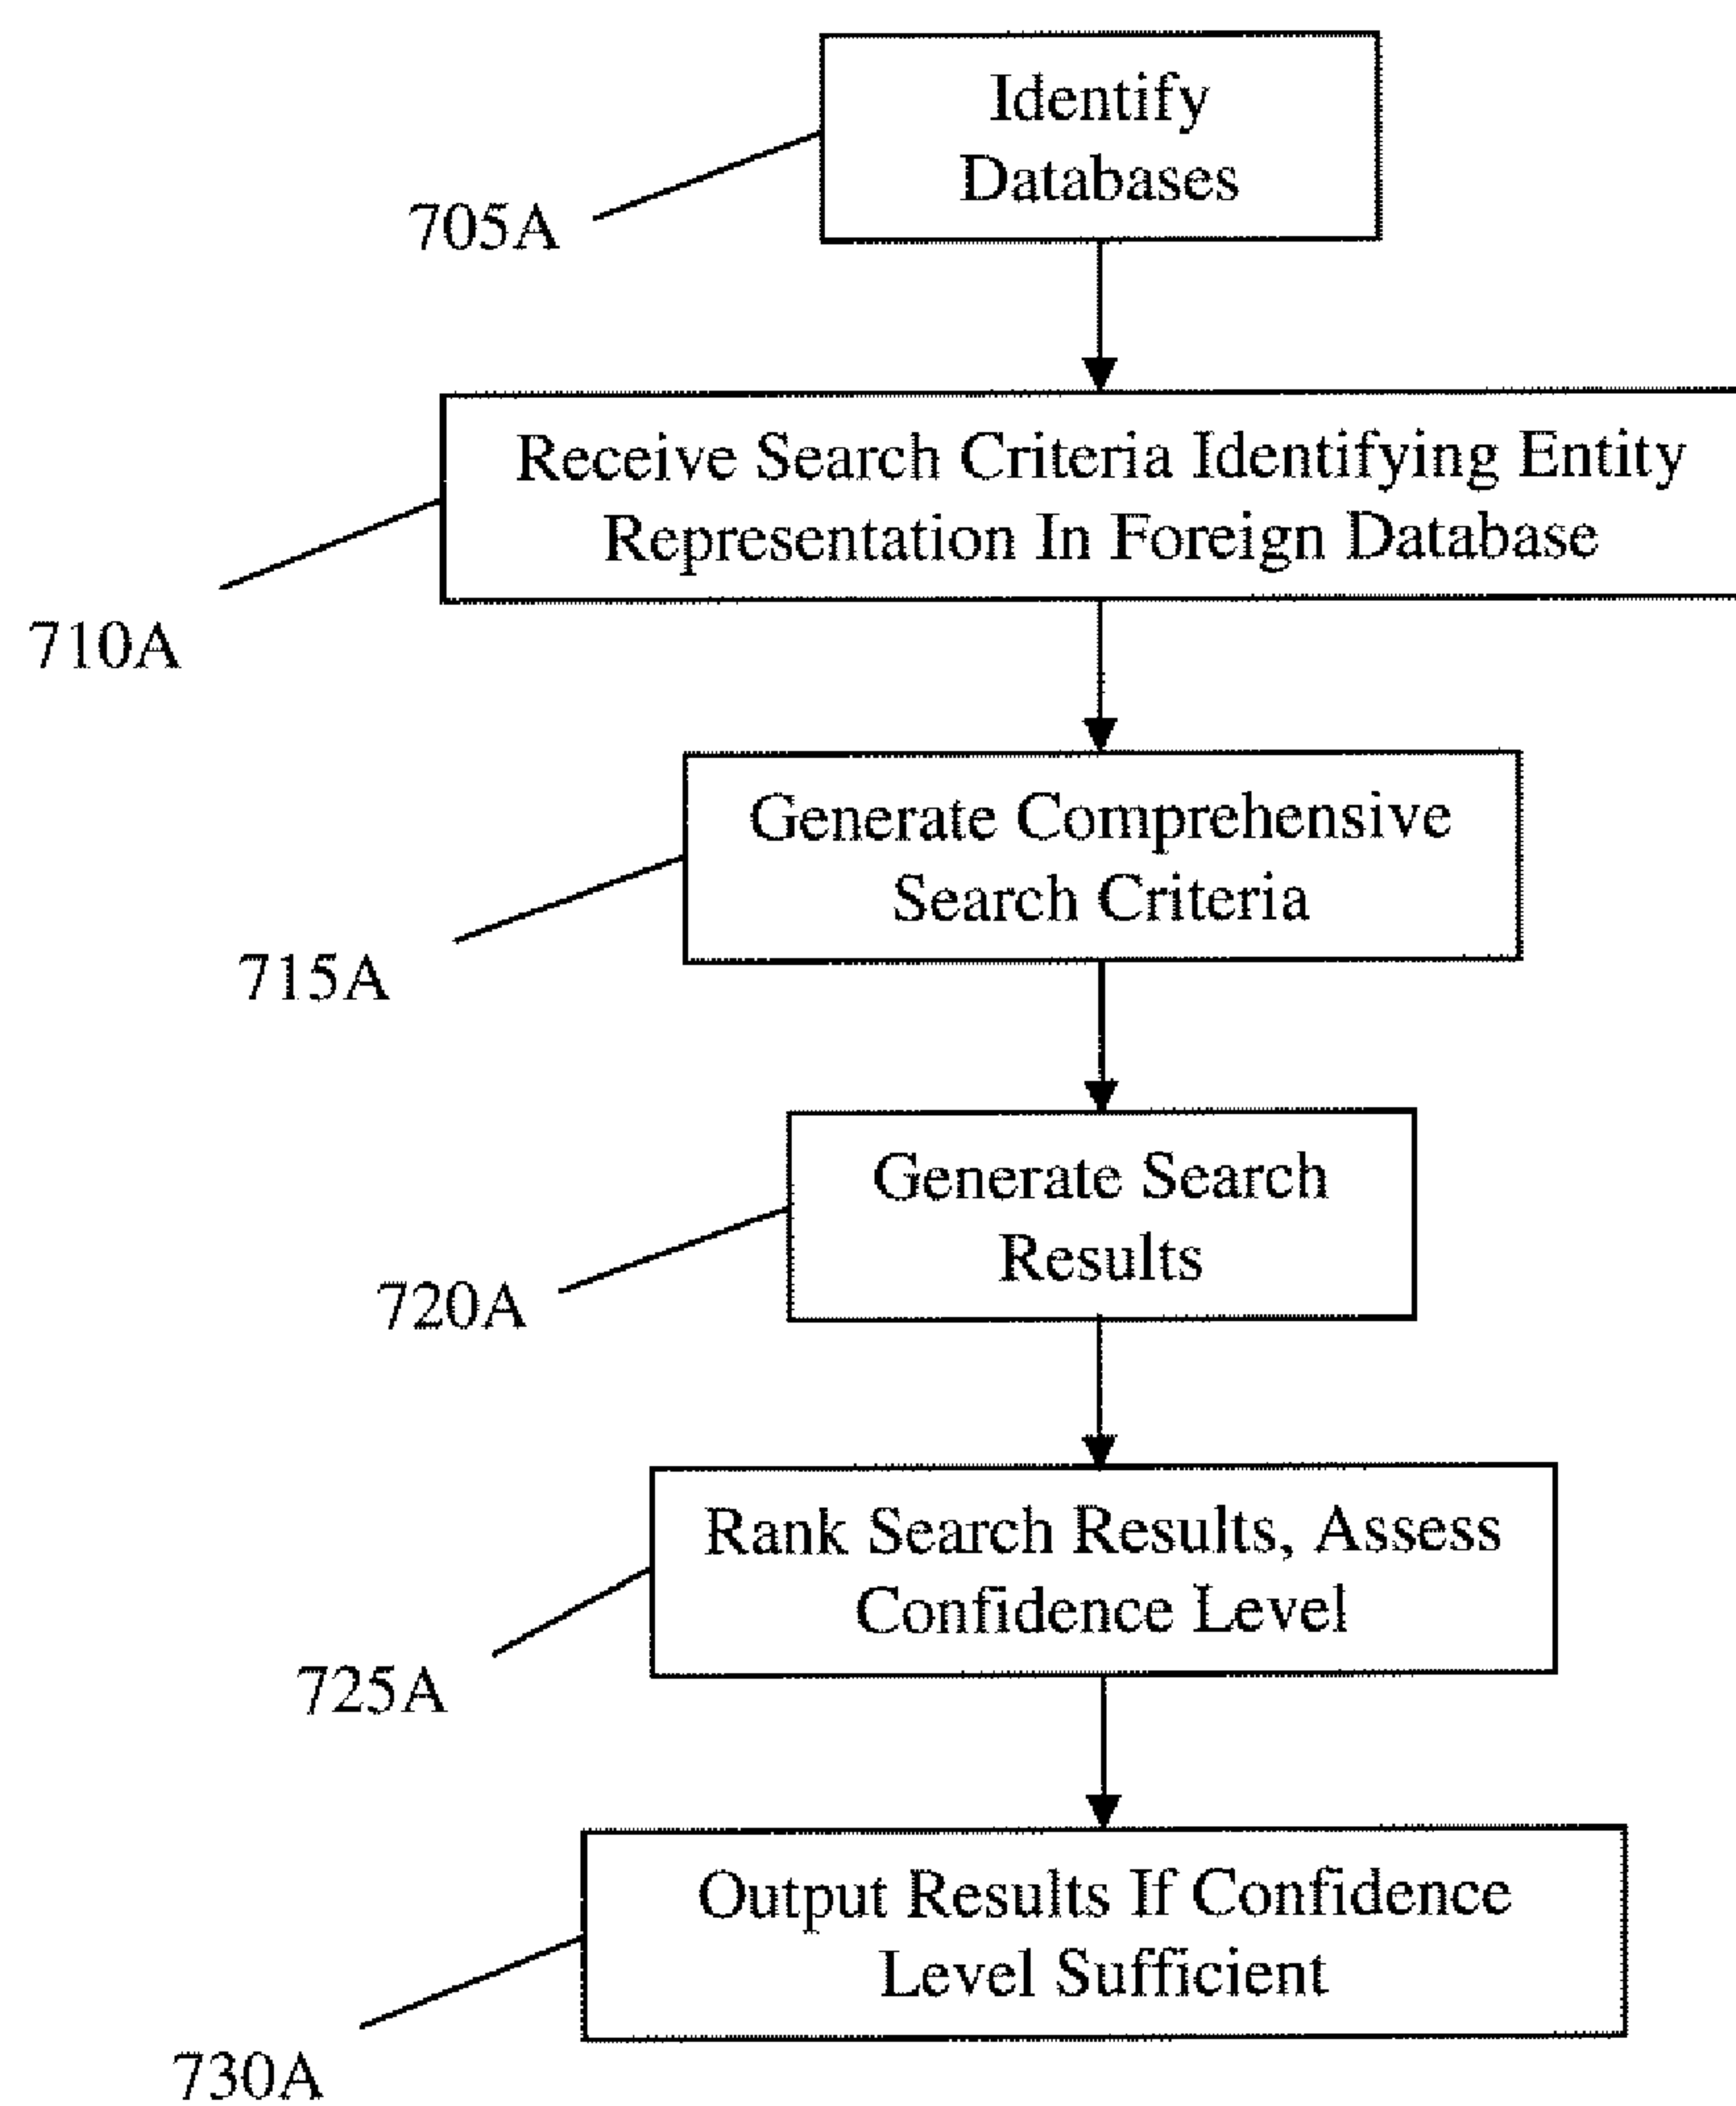 Identify
Databases
705A
Receive Search Criteria Identifying Entity
Representation In Foreign Database
710A
Generate Comprehensive
Search Criteria
715A
Generate Search
Results
720A
Rank Search Results, Assess
Confidence Level
725A
Output Results If Confidence
Level Sufficient
730A